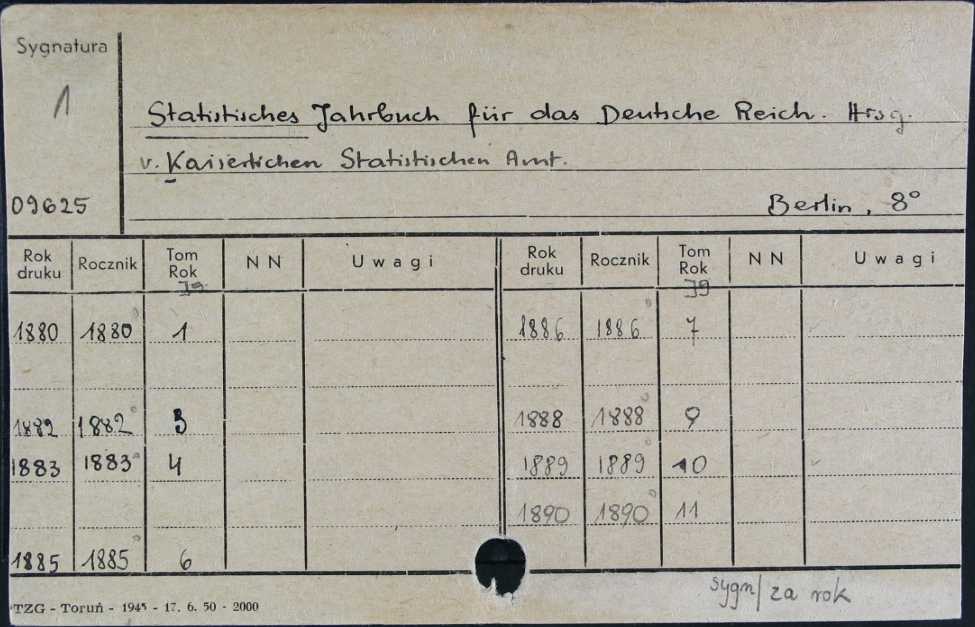 Sygnatura
1
Statistisches Jahrbuch für das Deutsche Reich. Hrsg.
v. Kaiserlichen Statistischen Amt.
09625
Berlin, 8°
Rok druku Rocznik Tom Rok Jg NN Uwagi Rok druku Rocznik Tom Rok Jg NN Uwagi
1880 1880° 1 1886 1886° 7
1882 1882° 3 1888 1888° 9
1883 1883° 4 1889 1889° 10
1890 1890° 11
1885 1885° 6
sygn/ za rok
TZG - Toruń - 1945 - 17. 6. 50 - 2000